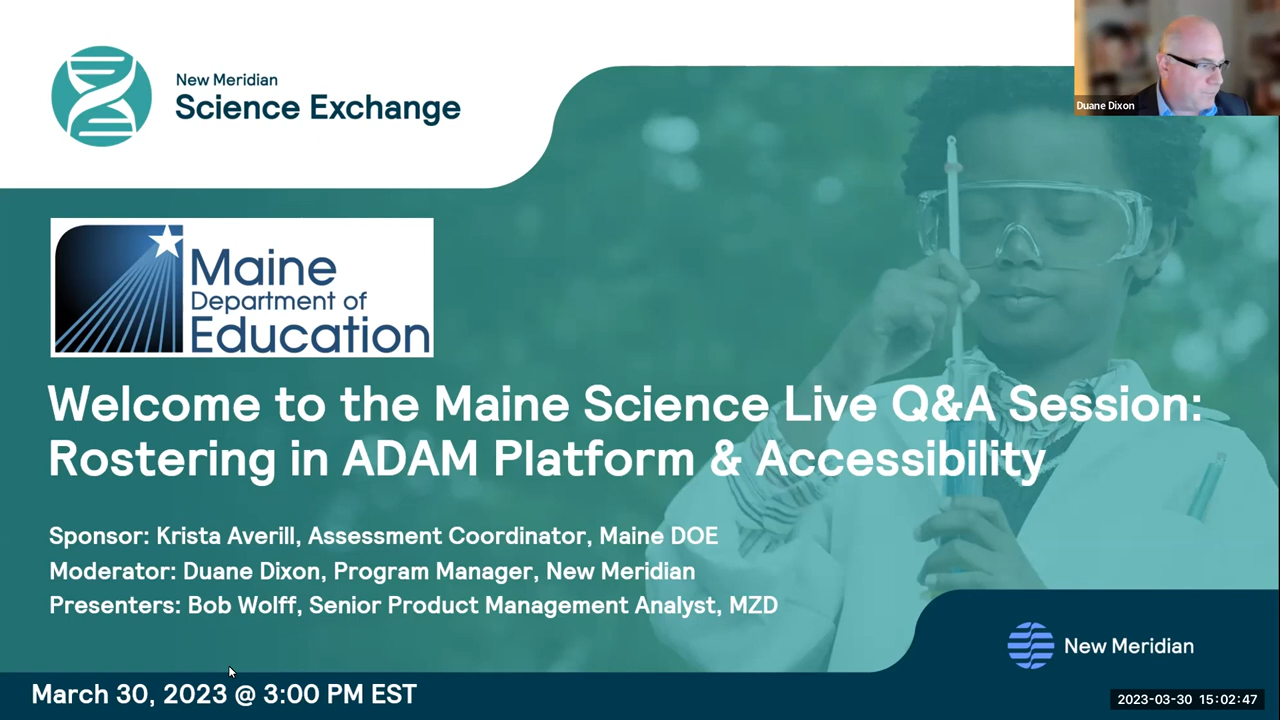 New Meridian
Science Exchange
Duane Dixon
Maine
Department of
Education
Welcome to the Maine Science Live Q&A Session:
Rostering in ADAM Platform & Accessibility
Sponsor: Krista Averill, Assessment Coordinator, Maine DOE
Moderator: Duane Dixon, Program Manager, New Meridian
Presenters: Bob Wolff, Senior Product Management Analyst, MZD
New Meridian
March 30, 2023 @ 3:00 PM EST
2023-03-30 15:02:47